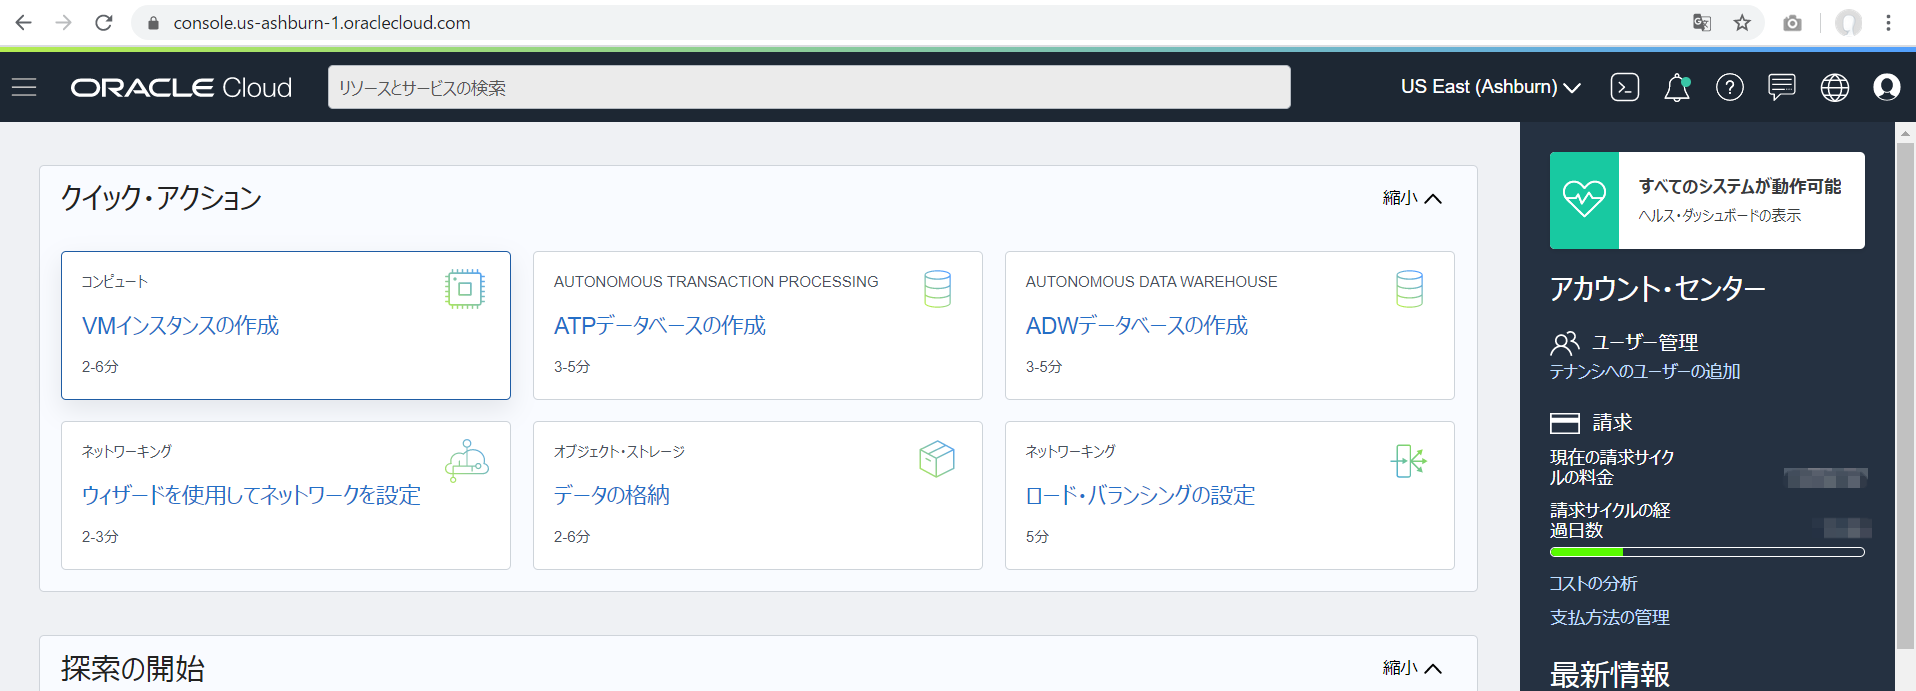 console.us-ashburn-1.oraclecloud.com
ORACLE Cloud
リソースとサービスの検索
US East (Ashburn)
クイック・アクション
縮小
コンピュート
VMインスタンスの作成
2-6分
AUTONOMOUS TRANSACTION PROCESSING
ATPデータベースの作成
3-5分
AUTONOMOUS DATA WAREHOUSE
ADWデータベースの作成
3-5分
ネットワーキング
ウィザードを使用してネットワークを設定
2-3分
オブジェクト・ストレージ
データの格納
2-6分
ネットワーキング
ロード・バランシングの設定
5分
探索の開始
縮小
すべてのシステムが動作可能
ヘルス・ダッシュボードの表示
アカウント・センター
ユーザー管理
テナンシへのユーザーの追加
請求
現在の請求サイク
ルの料金
請求サイクルの経
過日数
コストの分析
支払方法の管理
最新情報